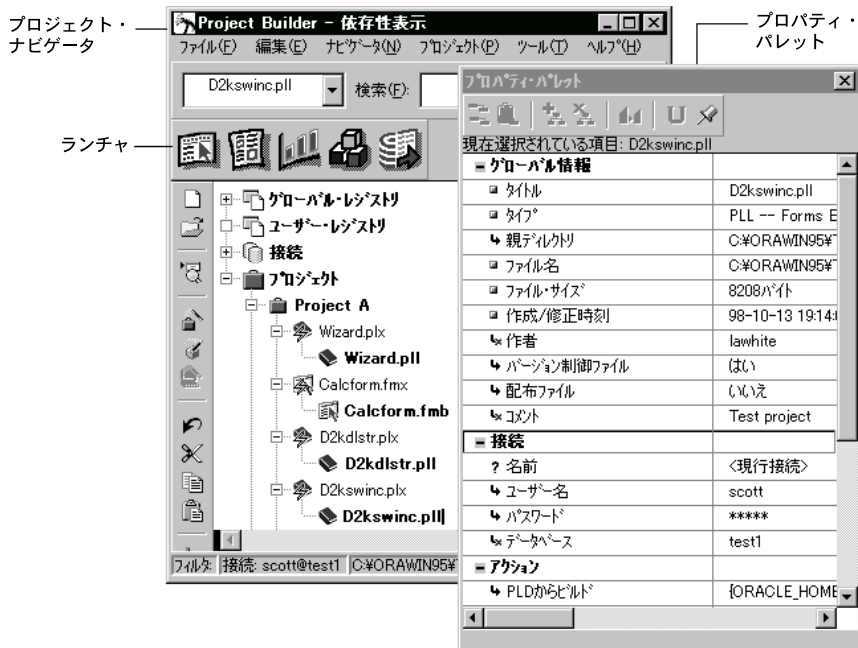 プロジェクト・
ナビゲータ
ランチャ
プロパティ・
パレット
Project Builder - 依存性表示
ファイル(F) 編集(E) ナビゲータ(N) プロジェクト(P) ツール(T) ヘルプ(H)
D2kswinc.pll 検索(F):
グローバル・レジストリ
ユーザー・レジストリ
接続
プロジェクト
Project A
Wizard.plx
Wizard.pll
Calcform.fmx
Calcform.fmb
D2kdlstr.plx
D2kdlstr.pll
D2kswinc.plx
D2kswinc.pll
フィルタ: 接続: scott@test1 C:¥ORAWIN95¥
プロパティ・パレット
現在選択されている項目: D2kswinc.pll
グローバル情報
タイトル D2kswinc.pll
タイプ PLL -- Forms E
親ディレクトリ C:¥ORAWIN95¥
ファイル名 C:¥ORAWIN95¥
ファイル・サイズ 8208バイト
作成/修正時刻 98-10-13 19:14:
作者 lawhite
バージョン制御ファイル はい
配布ファイル いいえ
コメント Test project
接続
? 名前 <現行接続>
ユーザー名 scott
パスワード *****
データベース test1
アクション
PLDからビルド {ORACLE_HOME